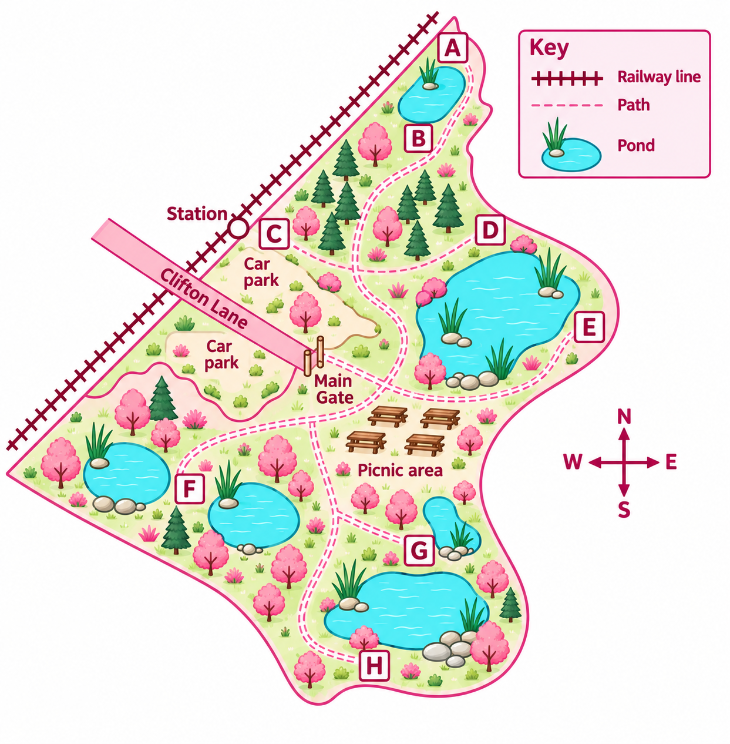 A
Key
Railway line
Path
Pond
B
Station
C
D
Car
park
Clifton Lane
E
Car
park
Main
Gate
N
W
E
S
Picnic area
F
G
H